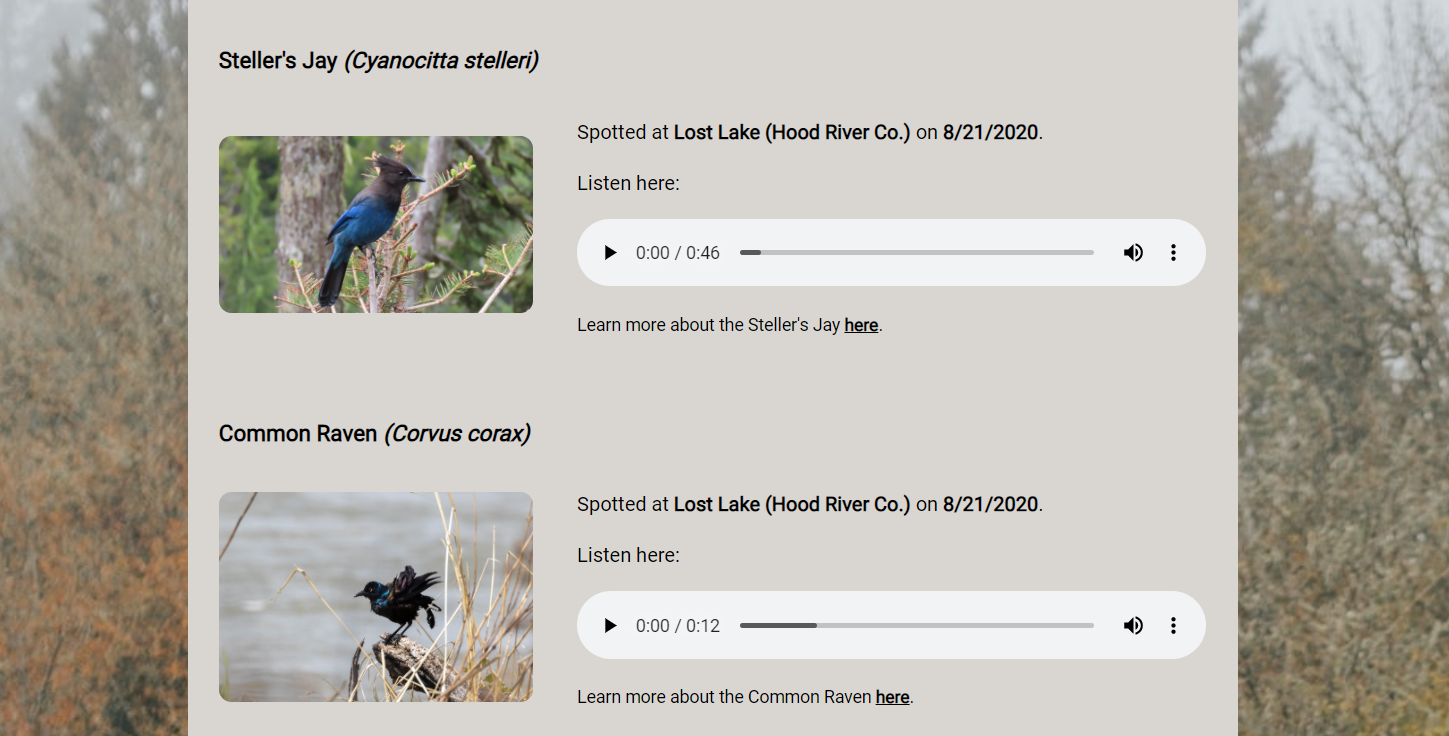 Steller's Jay (Cyanocitta stelleri)
Spotted at Lost Lake (Hood River Co.) on 8/21/2020.
Listen here:
0:00 / 0:46
Learn more about the Steller's Jay here.
Common Raven (Corvus corax)
Spotted at Lost Lake (Hood River Co.) on 8/21/2020.
Listen here:
0:00 / 0:12
Learn more about the Common Raven here.